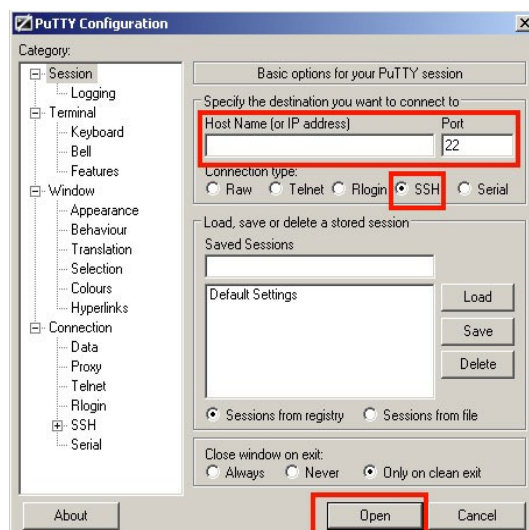 PuTTY Configuration
Category:
Session
Logging
Terminal
Keyboard
Bell
Features
Window
Appearance
Behaviour
Translation
Selection
Colours
Hyperlinks
Connection
Data
Proxy
Telnet
Rlogin
SSH
Serial
Basic options for your PuTTY session
Specify the destination you want to connect to
Host Name (or IP address) Port
22
Connection type:
Raw Telnet Rlogin SSH Serial
Load, save or delete a stored session
Saved Sessions
Default Settings
Load
Save
Delete
Sessions from registry Sessions from file
Close window on exit:
Always Never Only on clean exit
About Open Cancel